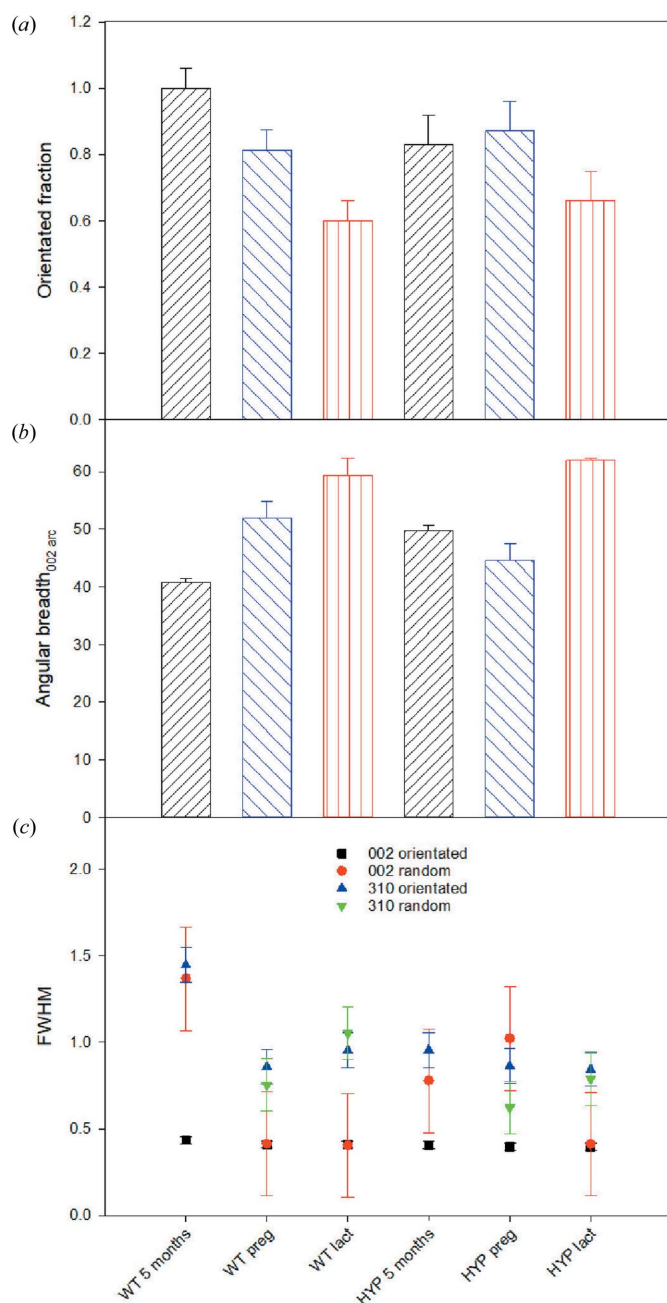 (a)
1.2
1.0
0.8
0.6
0.4
0.2
0.0
Orientated fraction
(b)
60
50
40
30
20
10
0
Angular breadth002 arc
(c)
002 orientated
002 random
310 orientated
310 random
2.0
1.5
1.0
0.5
0.0
FWHM
WT 5 months
WT preg
WT lact
HYP 5 months
HYP preg
HYP lact